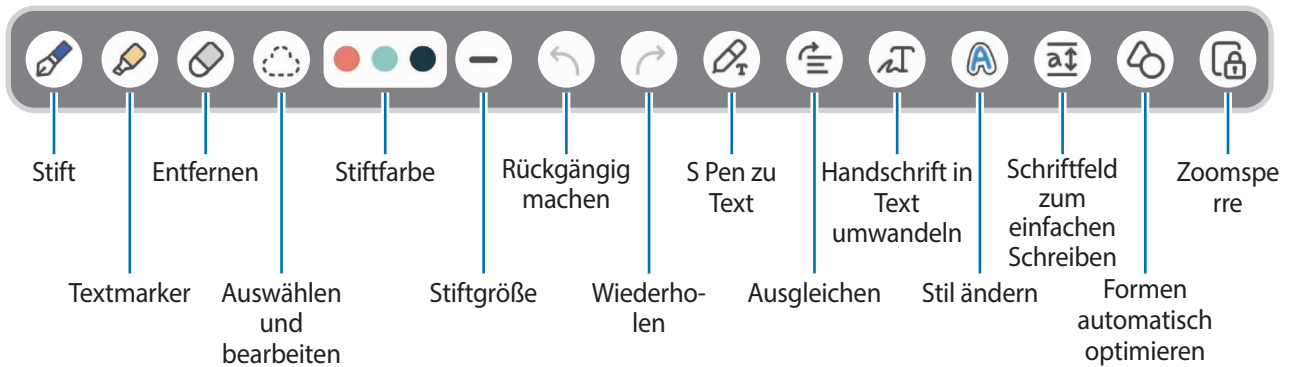 Stift
Entfernen
Stiftfarbe
Rückgängig
machen
S Pen zu
Text
Handschrift in
Text
umwandeln
Schriftfeld
zum
einfachen
Schreiben
Zoomspe
rre
Textmarker
Auswählen
und
bearbeiten
Stiftgröße
Wiederho-
len
Ausgleichen
Stil ändern
Formen
automatisch
optimieren